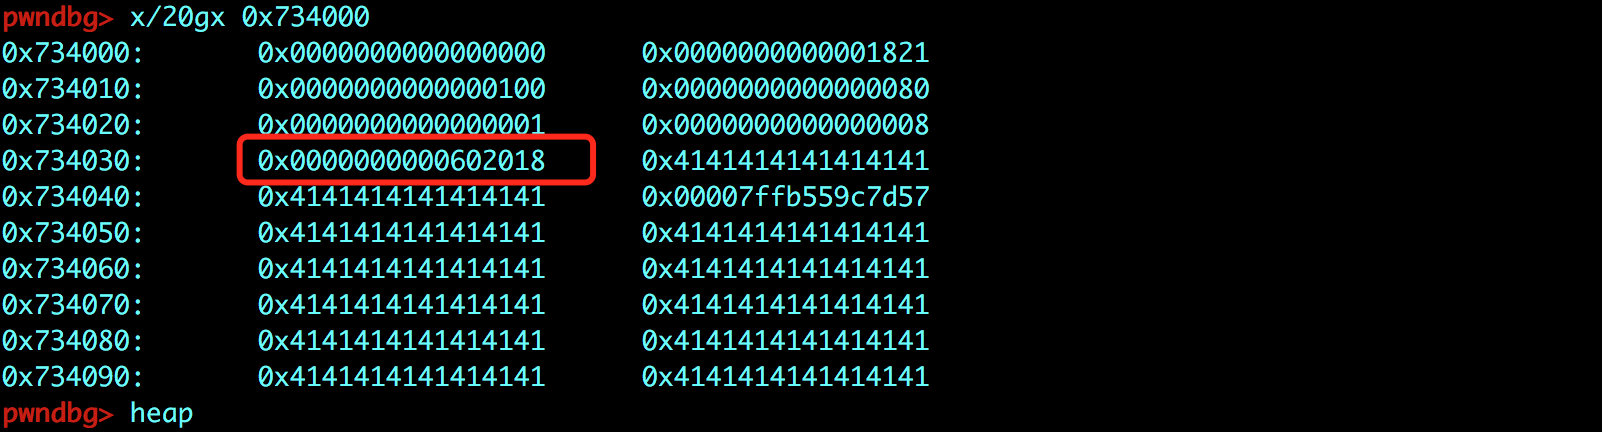 pwndbg> x/20gx 0x734000
0x734000: 0x0000000000000000 0x0000000000001821
0x734010: 0x0000000000000100 0x0000000000000080
0x734020: 0x0000000000000001 0x0000000000000008
0x734030: 0x0000000000602018 0x4141414141414141
0x734040: 0x4141414141414141 0x00007ffb559c7d57
0x734050: 0x4141414141414141 0x4141414141414141
0x734060: 0x4141414141414141 0x4141414141414141
0x734070: 0x4141414141414141 0x4141414141414141
0x734080: 0x4141414141414141 0x4141414141414141
0x734090: 0x4141414141414141 0x4141414141414141
pwndbg> heap